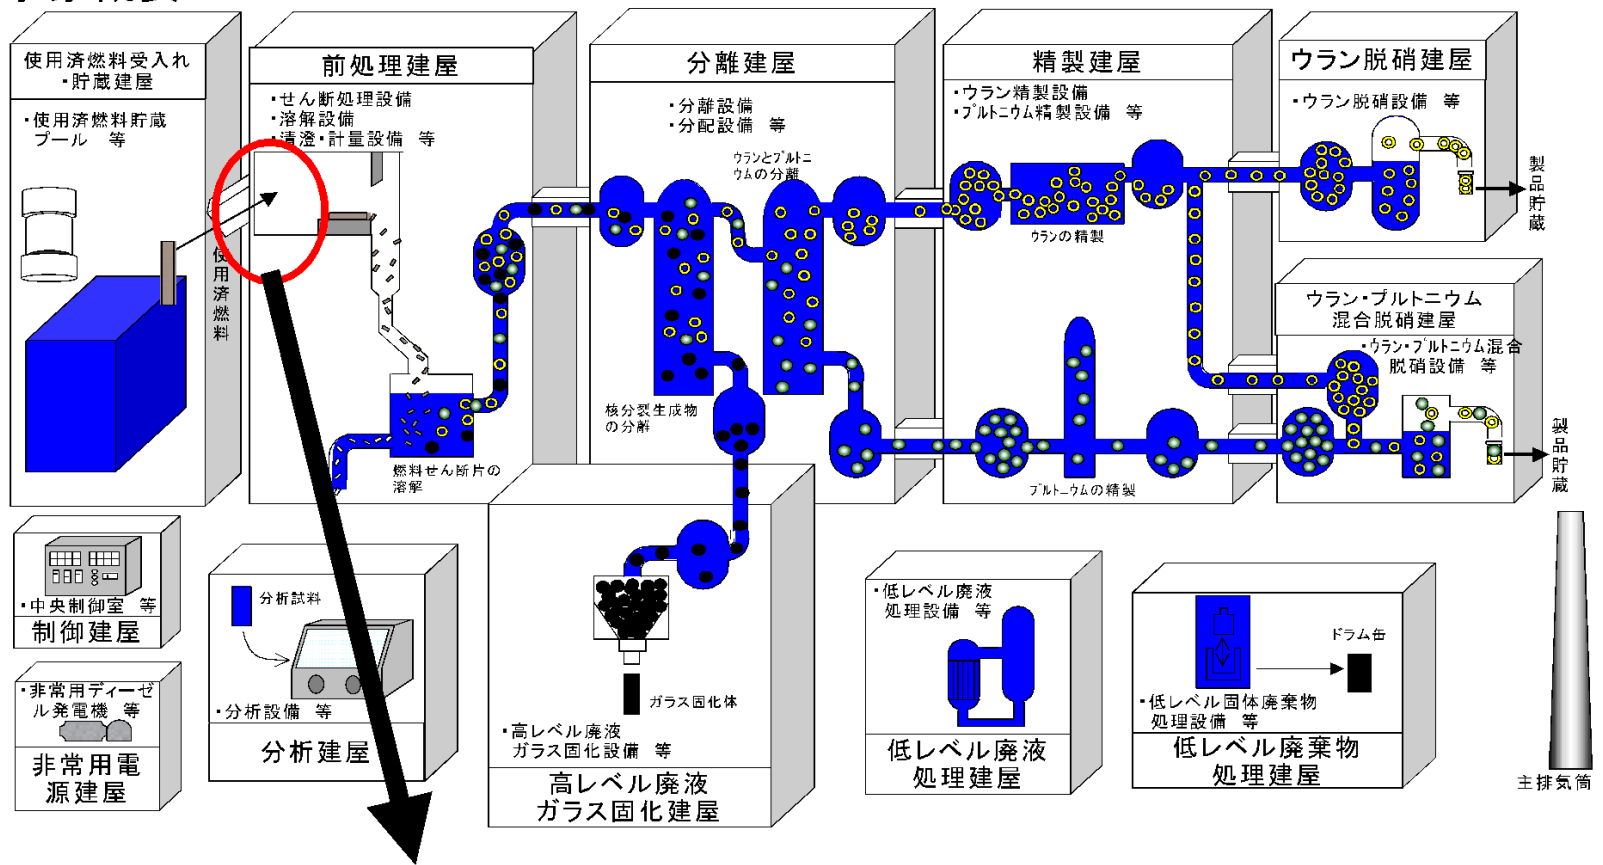 使用済燃料受入れ
・貯蔵建屋
・使用済燃料貯蔵
プール 等
使用済燃料
前処理建屋
・せん断処理設備
・溶解設備
・清澄・計量設備 等
燃料せん断片の
溶解
分離建屋
・分離設備
・分配設備 等
ウランとプルトニ
ウムの分離
核分裂生成物
の分離
精製建屋
・ウラン精製設備
・プルトニウム精製設備 等
ウランの精製
プルトニウムの精製
ウラン脱硝建屋
・ウラン脱硝設備 等
製品貯蔵
ウラン・プルトニウム
混合脱硝建屋
・ウラン・プルトニウム混合
脱硝設備 等
製品貯蔵
・中央制御室 等
制御建屋
・非常用ディーゼ
ル発電機 等
非常用電
源建屋
分析試料
・分析設備 等
分析建屋
ガラス固化体
・高レベル廃液
ガラス固化設備 等
高レベル廃液
ガラス固化建屋
・低レベル廃液
処理設備 等
低レベル廃液
処理建屋
ドラム缶
・低レベル固体廃棄物
処理設備 等
低レベル廃棄物
処理建屋
主排気筒